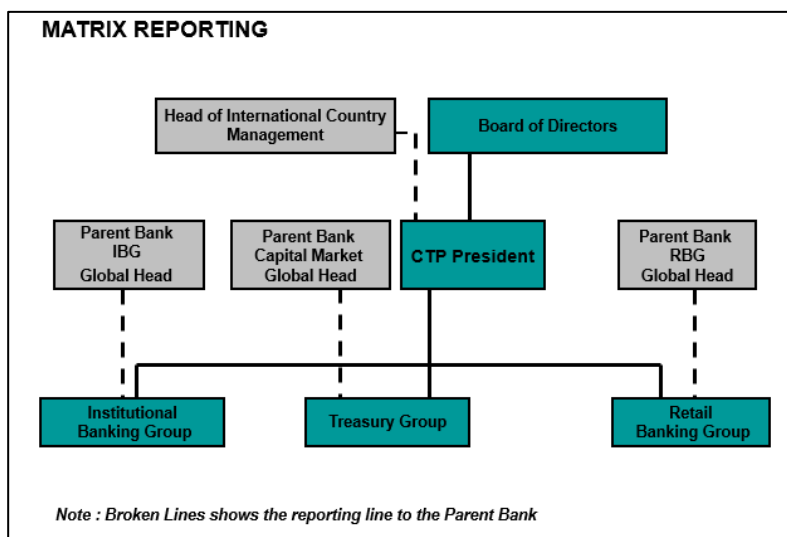 MATRIX REPORTING
Head of International Country
Management
Board of Directors
Parent Bank
IBG
Global Head
Parent Bank
Capital Market
Global Head
CTP President
Parent Bank
RBG
Global Head
Institutional
Banking Group
Treasury Group
Retail
Banking Group
Note : Broken Lines shows the reporting line to the Parent Bank